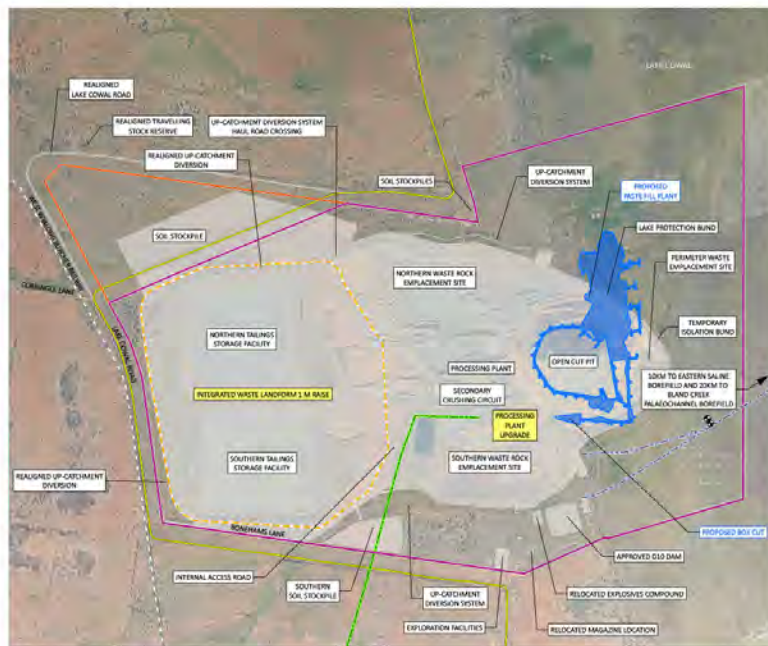 LAKE COWAL
REALIGNED
LAKE COWAL ROAD
REALIGNED TRAVELLING
STOCK RESERVE
UP-CATCHMENT DIVERSION SYSTEM
HAUL ROAD CROSSING
REALIGNED UP-CATCHMENT
DIVERSION
SOIL STOCKPILES
UP-CATCHMENT
DIVERSION SYSTEM
PROPOSED
PASTE FILL PLANT
LAKE PROTECTION BUND
SOIL STOCKPILE
PERIMETER WASTE
EMPLACEMENT SITE
NORTHERN WASTE ROCK
EMPLACEMENT SITE
LAKE COWAL ROAD
NORTHERN TAILINGS
STORAGE FACILITY
TEMPORARY
ISOLATION BUND
OPEN CUT PIT
PROCESSING PLANT
INTEGRATED WASTE LANDFORM 1 M RAISE
SECONDARY
CRUSHING CIRCUIT
10KM TO EASTERN SALINE
BOREFIELD AND 20KM TO
BLAND CREEK
PALAEOCHANNEL BOREFIELD
PROCESSING
PLANT
UPGRADE
SOUTHERN TAILINGS
STORAGE FACILITY
SOUTHERN WASTE ROCK
EMPLACEMENT SITE
REALIGNED UP-CATCHMENT
DIVERSION
BONEHAMS LANE
PROPOSED BOX CUT
APPROVED D10 DAM
INTERNAL ACCESS ROAD
SOUTHERN
SOIL STOCKPILE
UP-CATCHMENT
DIVERSION SYSTEM
RELOCATED EXPLOSIVES COMPOUND
EXPLORATION FACILITIES
RELOCATED MAGAZINE LOCATION